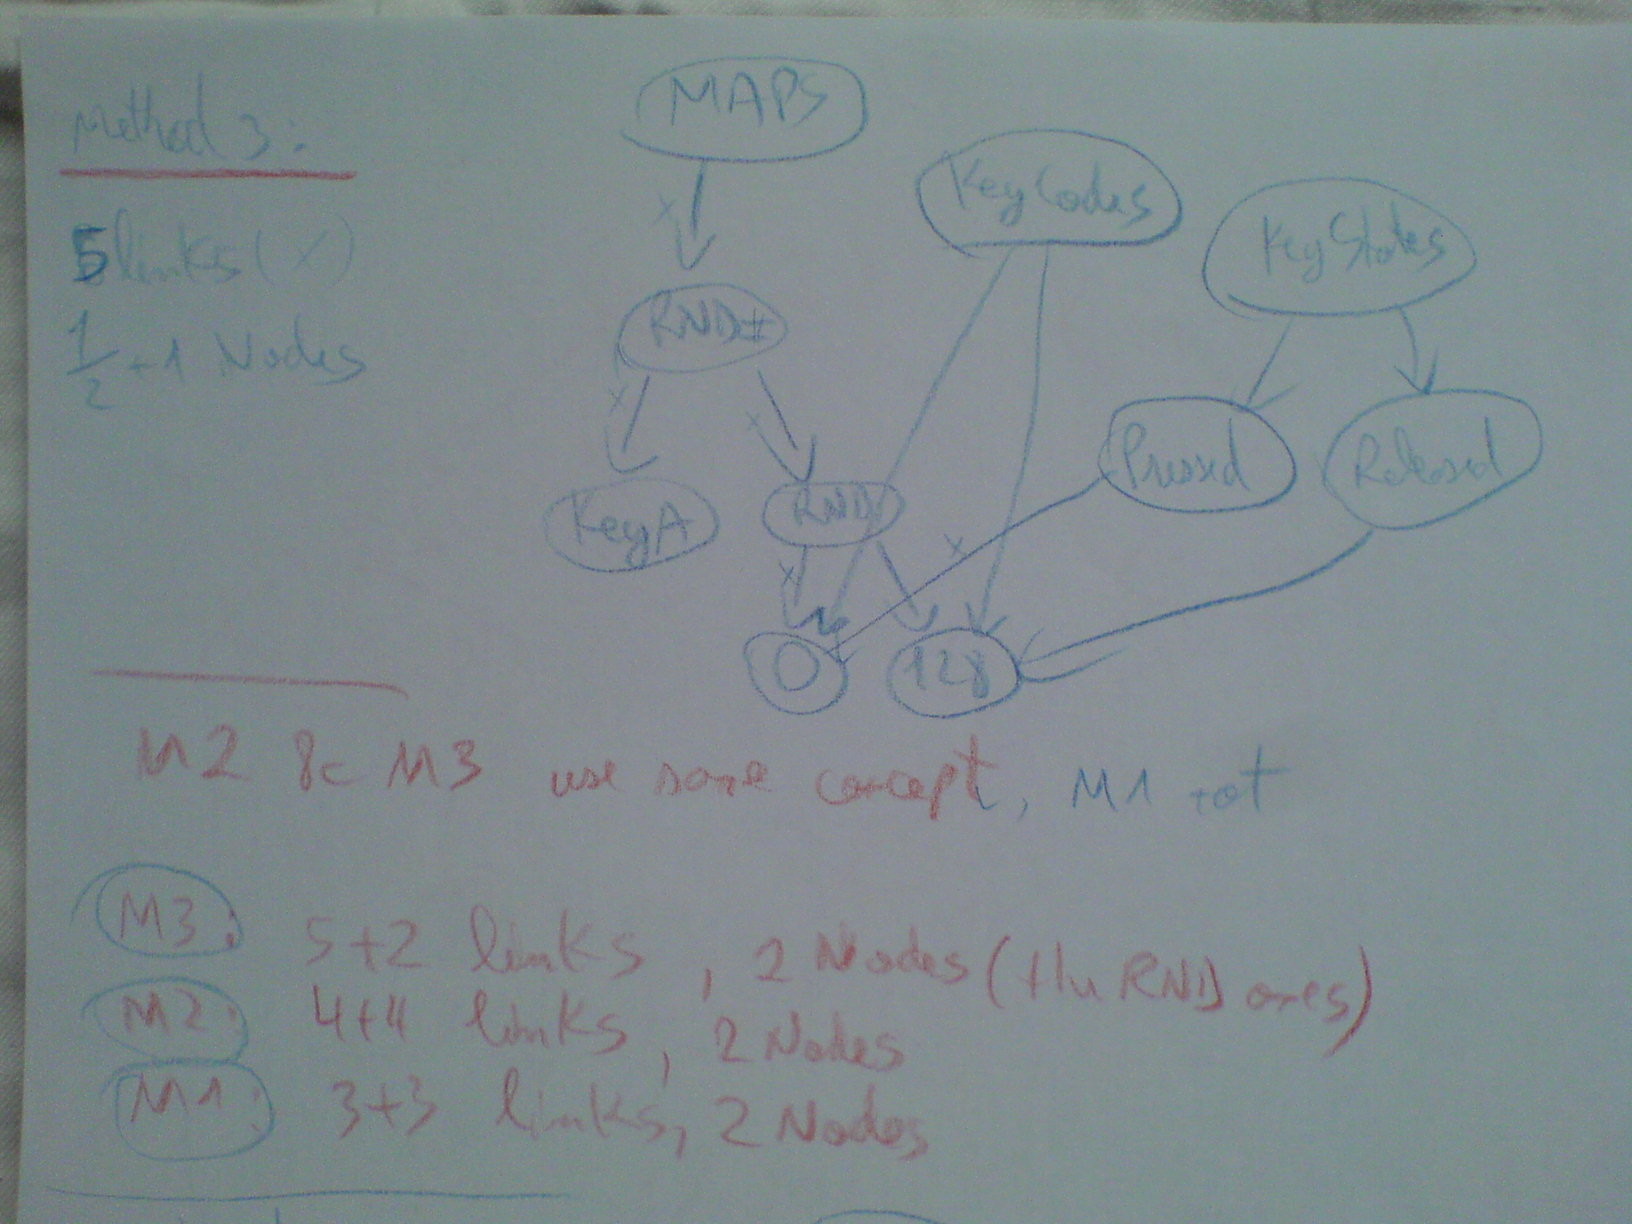 Method 3:
MAPS
KeyCodes
KeyStates
5 links (x)
x
RND#
1/2 +1 Nodes
x
x
Pressed
Released
KeyA
RND
x
x
0
128
M2 & M3 use same concept, M1 not
M3: 5+2 links, 2 Nodes (the RND ones)
M2: 4+4 links, 2 Nodes
M1: 3+3 links, 2 Nodes